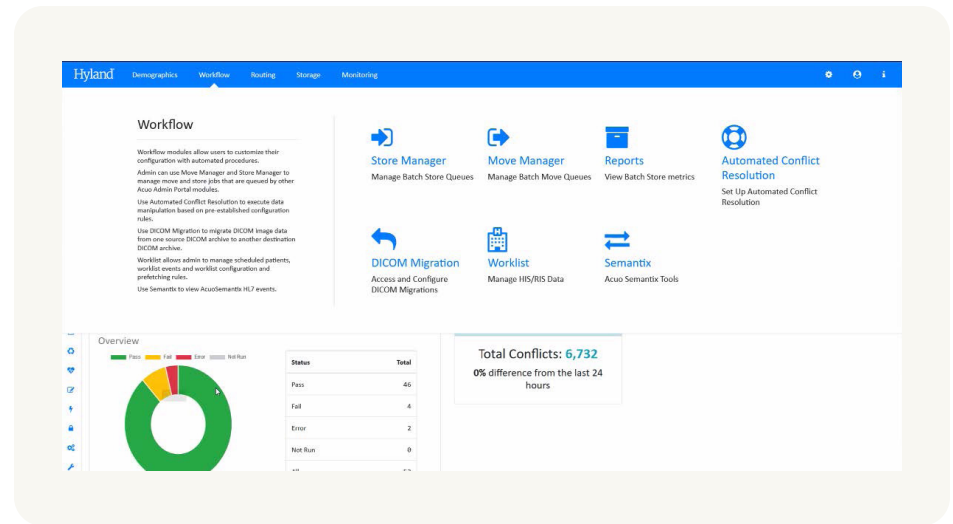 Hyland
Demographics
Workflow
Routing
Storage
Monitoring
Workflow
Workflow modules allow users to customize their
configuration with automated procedures.
Admin can use Move Manager and Store Manager to
manage move and store jobs that are queued by other
Acuo Admin Portal modules.
Use Automated Conflict Resolution to execute data
manipulation based on pre-established configuration
rules.
Use DICOM Migration to migrate DICOM Image data
from one source DICOM archive to another destination
DICOM archive.
Worklist allows admin to manage scheduled patients,
worklist events and worklist configuration and
prefetching rules.
Use Semantix to view AcuoSemantix HL7 events.
Store Manager
Manage Batch Store Queues
Move Manager
Manage Batch Move Queues
Reports
View Batch Store metrics
Automated Conflict
Resolution
Set Up Automated Conflict
Resolution
DICOM Migration
Access and Configure
DICOM Migrations
Worklist
Manage HIS/RIS Data
Semantix
Acuo Semantix Tools
Overview
Pass Fail Error Not Run
Status Total
Pass 46
Fail 4
Error 2
Not Run 0
Total Conflicts: 6,732
0% difference from the last 24
hours